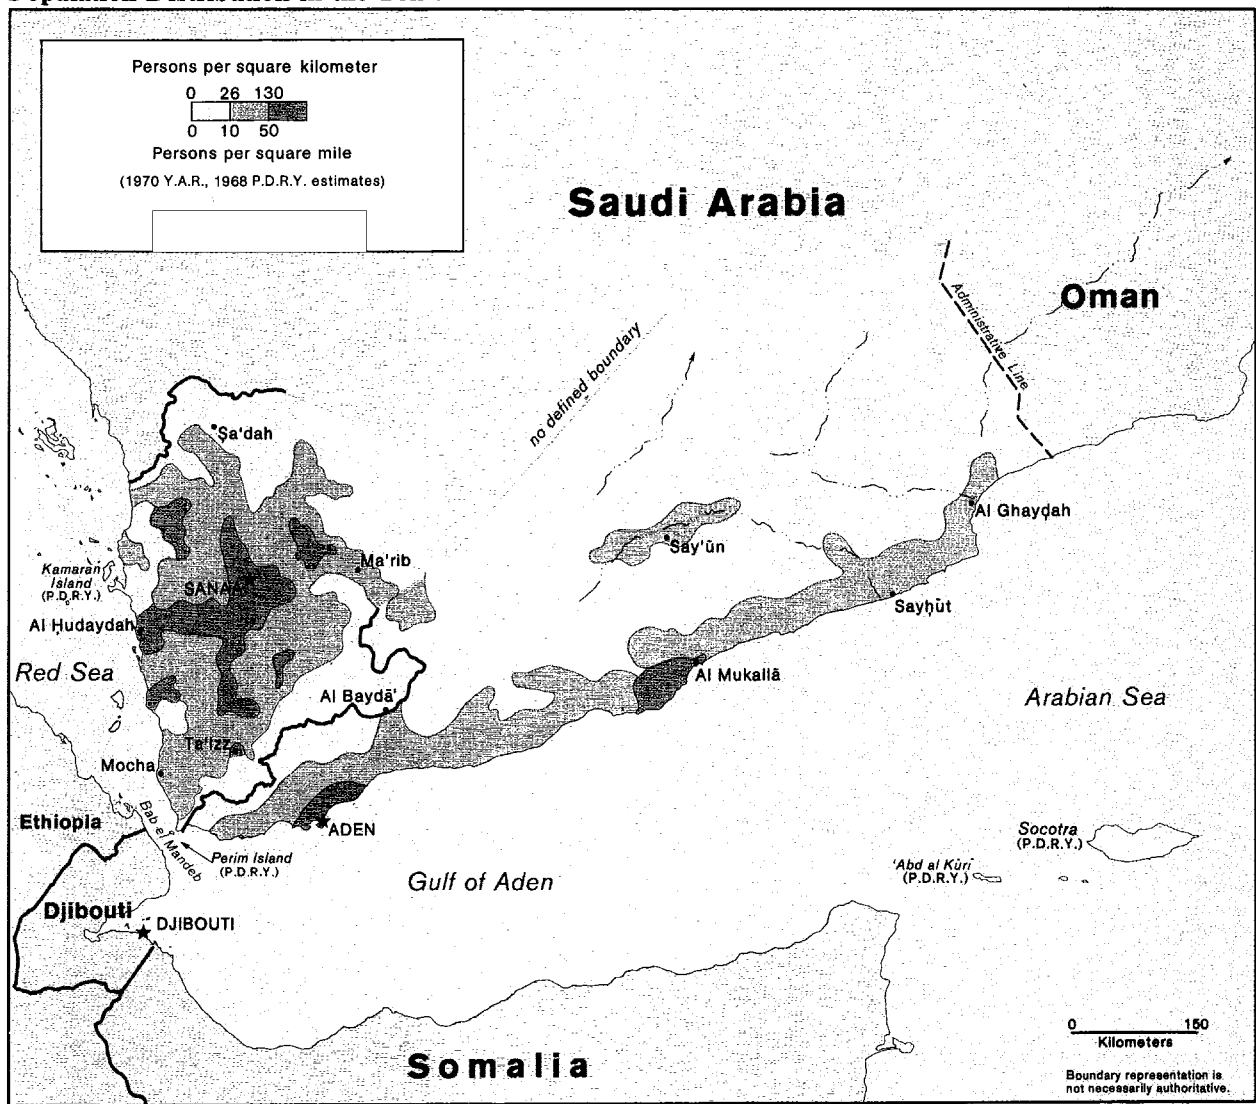 Persons per square kilometer
0 26 130
0 10 50
Persons per square mile
(1970 Y.A.R., 1968 P.D.R.Y. estimates)
Saudi Arabia
Oman
Administrative Line
no defined boundary
Ṣa'dah
Al Ghayḍah
Say'ūn
Ma'rib
Kamaran
Island
(P.D.R.Y.)
SANAA
Sayḥūt
Al Ḥudaydah
Red Sea
Al Mukallā
Al Bayḍā'
Arabian Sea
Ta'izz
Mocha
Ethiopia
Bab el Mandeb
ADEN
Perim Island
(P.D.R.Y.)
Socotra
(P.D.R.Y.)
'Abd al Kūri
(P.D.R.Y.)
Gulf of Aden
Djibouti
DJIBOUTI
0 150
Kilometers
Somalia
Boundary representation is
not necessarily authoritative.